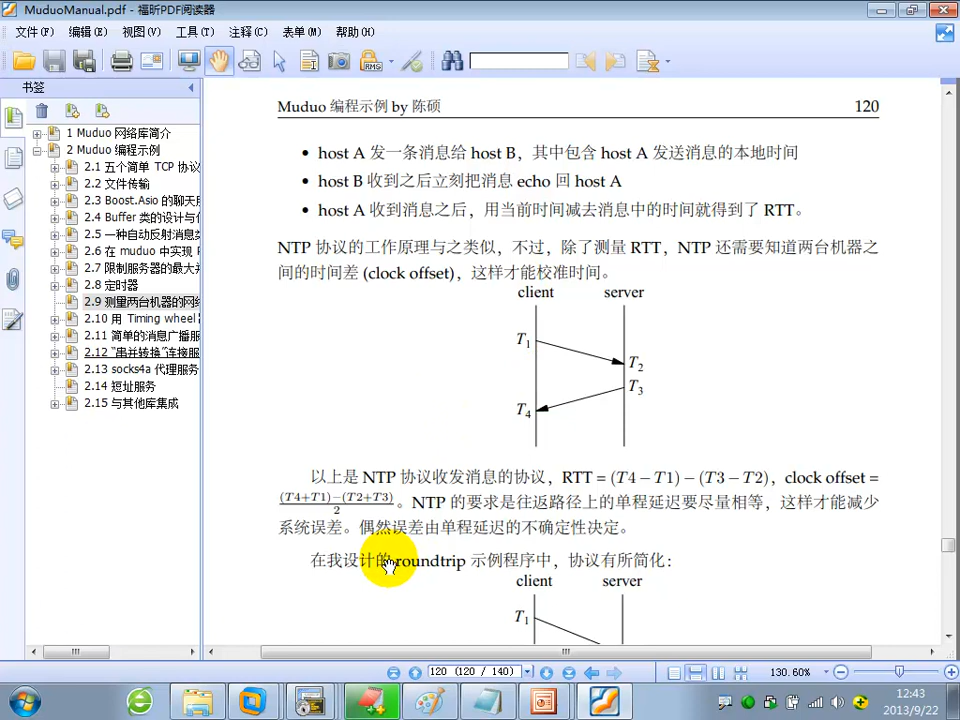 MuduoManual.pdf - 福昕PDF阅读器
文件(F) 编辑(E) 视图(V) 工具(T) 注释(C) 表单(M) 帮助(H)
书签
1 Muduo 网络库简介
2 Muduo 编程示例
2.1 五个简单 TCP 协议
2.2 文件传输
2.3 Boost.Asio 的聊天
2.4 Buffer 类的设计与
2.5 一种自动反射消息
2.6 在 muduo 中实现
2.7 限制服务器的最大
2.8 定时器
2.9 测量两台机器的网络
2.10 用 Timing wheel
2.11 简单的消息广播服
2.12 “串并转换”连接服
2.13 socks4a 代理服务
2.14 短址服务
2.15 与其他库集成
Muduo 编程示例 by 陈硕 120
• host A 发一条消息给 host B，其中包含 host A 发送消息的本地时间
• host B 收到之后立刻把消息 echo 回 host A
• host A 收到消息之后，用当前时间减去消息中的时间就得到了 RTT。
NTP 协议的工作原理与之类似，不过，除了测量 RTT，NTP 还需要知道两台机器之
间的时间差 (clock offset)，这样才能校准时间。
client server
T1
T2
T3
T4
以上是 NTP 协议收发消息的协议，RTT = (T4−T1)−(T3−T2)，clock offset =
(T4+T1)−(T2+T3)/2。NTP 的要求是往返路径上的单程延迟要尽量相等，这样才能减少
系统误差。偶然误差由单程延迟的不确定性决定。
在我设计的 roundtrip 示例程序中，协议有所简化：
client server
T1
120 (120 / 140)
130.60%
12:43
2013/9/22